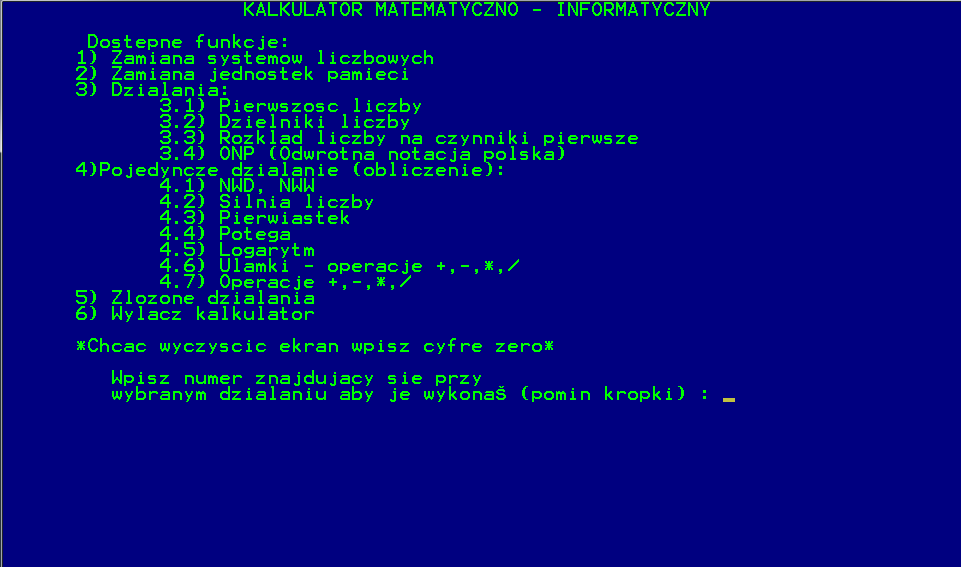 KALKULATOR MATEMATYCZNO - INFORMATYCZNY
Dostepne funkcje:
1) Zamiana systemow liczbowych
2) Zamiana jednostek pamieci
3) Dzialania:
3.1) Pierwszosc liczby
3.2) Dzielniki liczby
3.3) Rozklad liczby na czynniki pierwsze
3.4) ONP (Odwrotna notacja polska)
4)Pojedyncze dzialanie (obliczenie):
4.1) NWD, NWW
4.2) Silnia liczby
4.3) Pierwiastek
4.4) Potega
4.5) Logarytm
4.6) Ulamki - operacje +,-,*,/
4.7) Operacje +,-,*,/
5) Zlozone dzialania
6) Wylacz kalkulator
*Chcac wyczyscic ekran wpisz cyfre zero*
Wpisz numer znajdujacy sie przy
wybranym dzialaniu aby je wykonaŠ (pomin kropki) : _